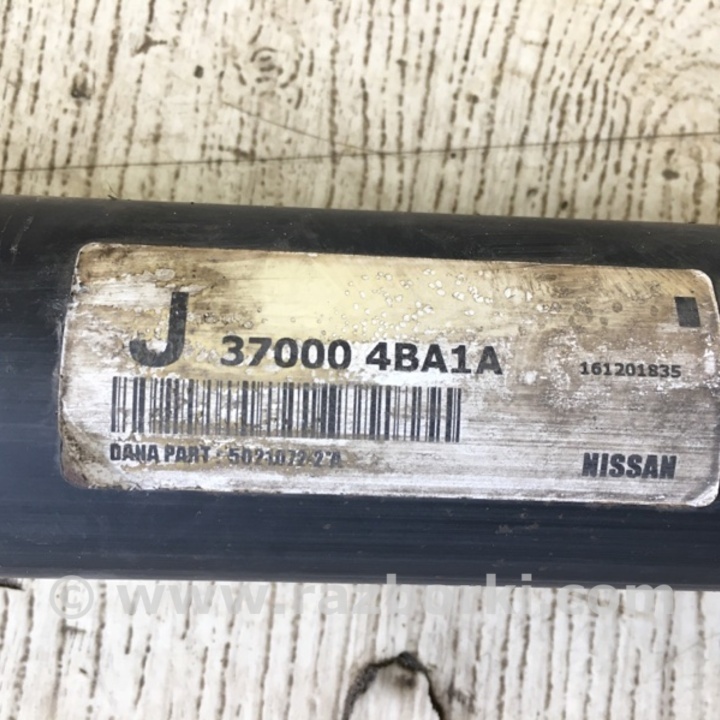 J 37000 4BA1A 161201835
DANA PART - 5021072-2 A
NISSAN
© www.razborki.com